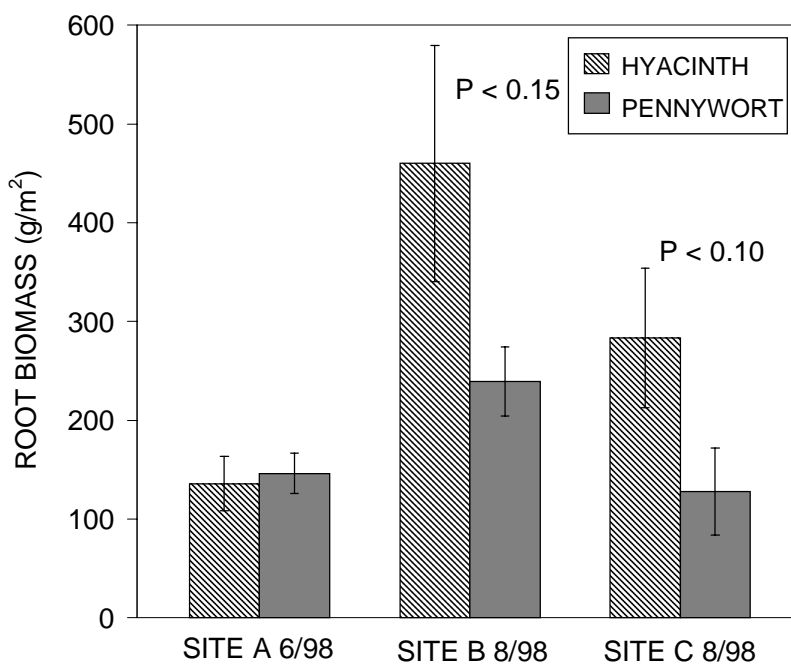 600
500
400
300
200
100
0
ROOT BIOMASS (g/m²)
HYACINTH
PENNYWORT
P < 0.15
P < 0.10
SITE A 6/98
SITE B 8/98
SITE C 8/98